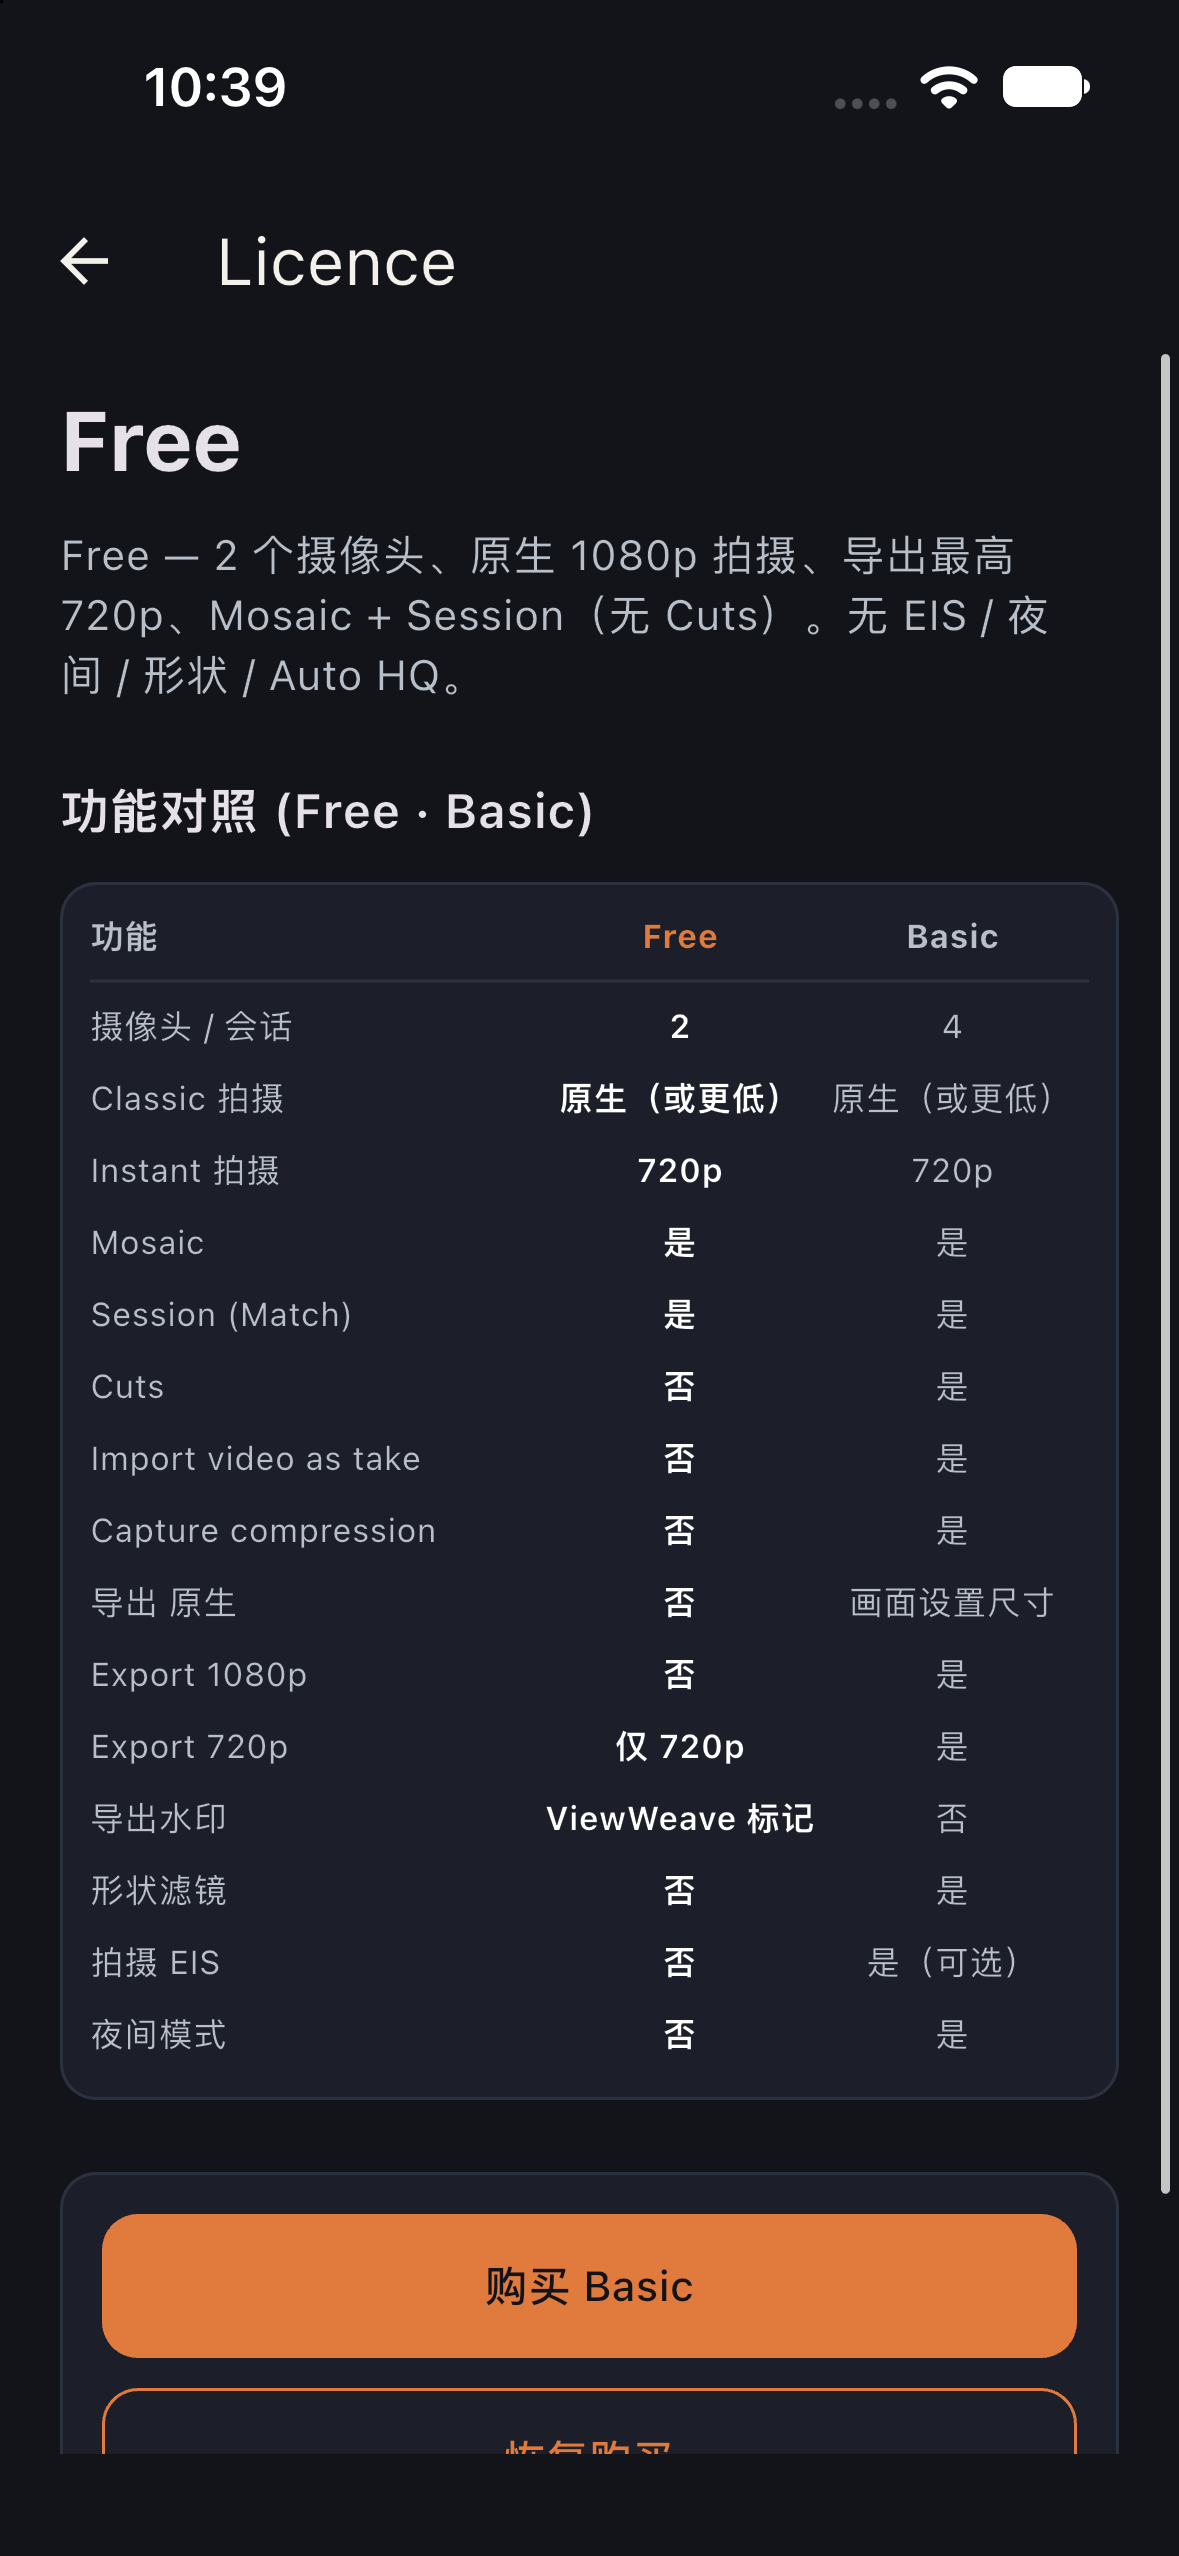 10:39
Licence
Free
Free — 2 个摄像头、原生 1080p 拍摄、导出最高
720p、Mosaic + Session（无 Cuts）。无 EIS / 夜
间 / 形状 / Auto HQ。
功能对照 (Free · Basic)
功能 Free Basic
摄像头 / 会话 2 4
Classic 拍摄 原生（或更低） 原生（或更低）
Instant 拍摄 720p 720p
Mosaic 是 是
Session (Match) 是 是
Cuts 否 是
Import video as take 否 是
Capture compression 否 是
导出 原生 否 画面设置尺寸
Export 1080p 否 是
Export 720p 仅 720p 是
导出水印 ViewWeave 标记 否
形状滤镜 否 是
拍摄 EIS 否 是（可选）
夜间模式 否 是
购买 Basic
恢复购买